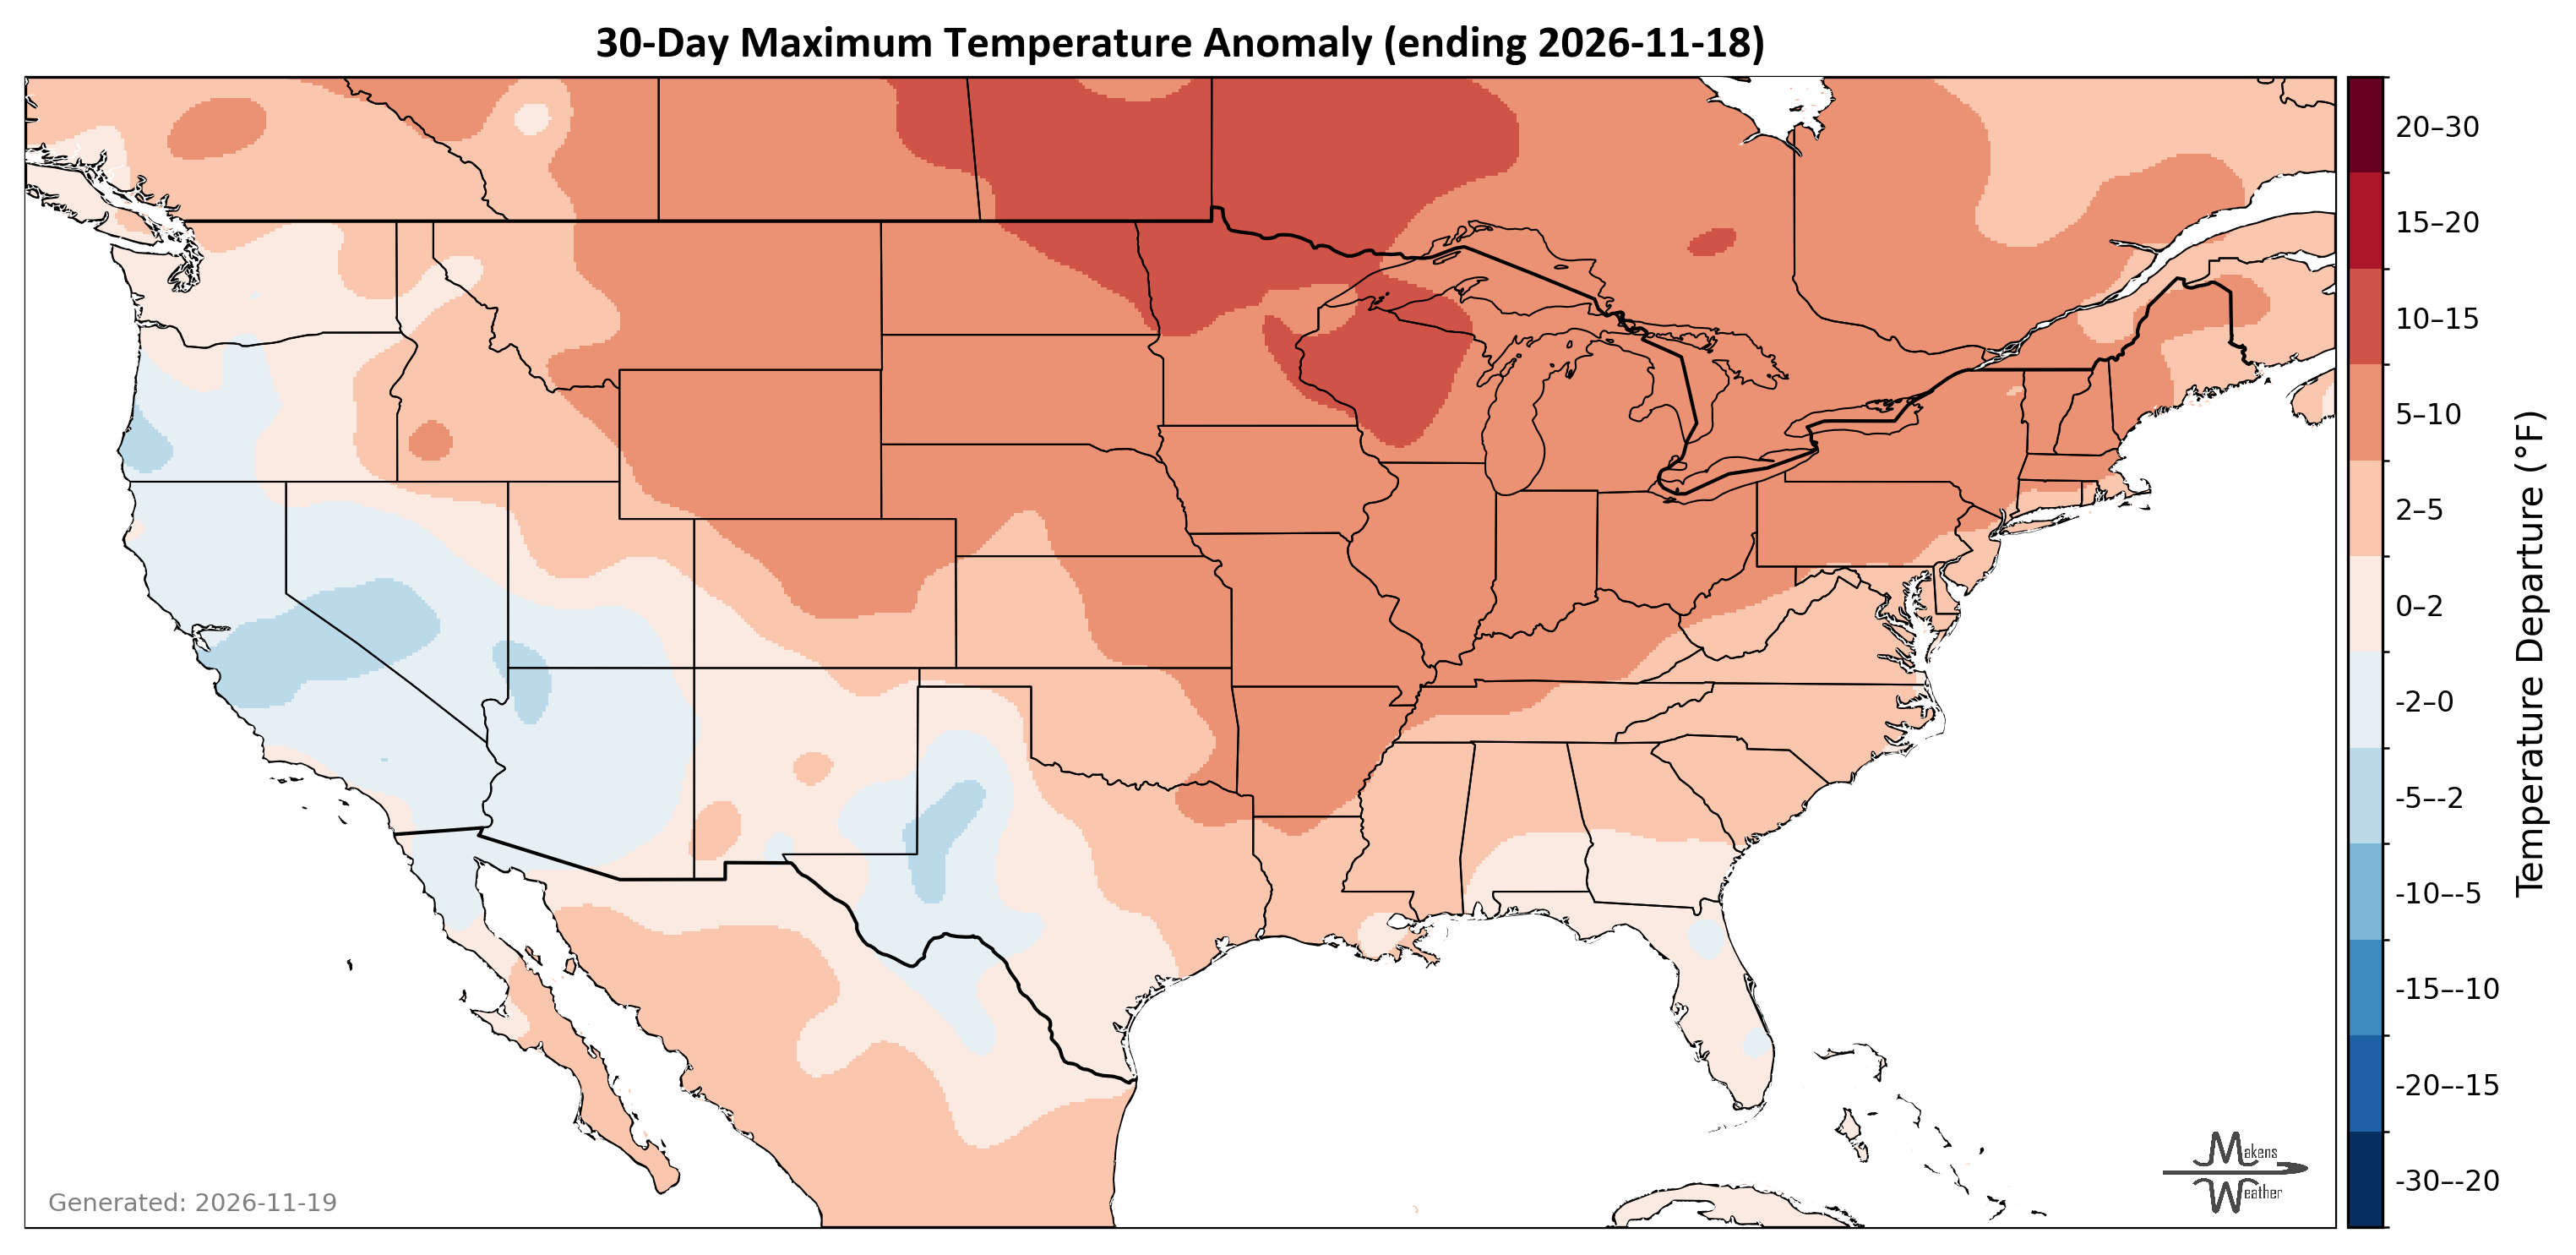 30-Day Maximum Temperature Anomaly (ending 2026-11-18)
20–30
15–20
10–15
5–10
2–5
0–2
-2–0
-5–-2
-10–-5
-15–-10
-20–-15
-30–-20
Temperature Departure (°F)
Generated: 2026-11-19
Makens
Weather